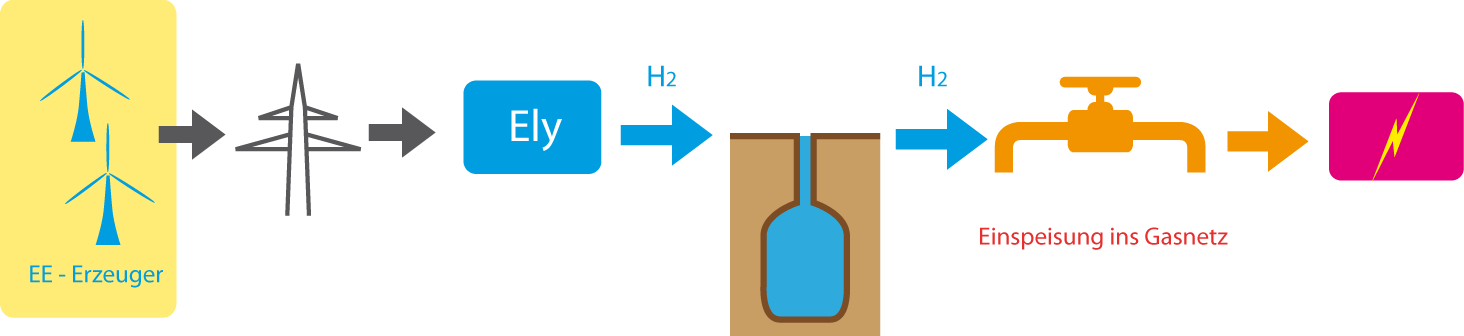 H2
H2
Ely
Einspeisung ins Gasnetz
EE - Erzeuger